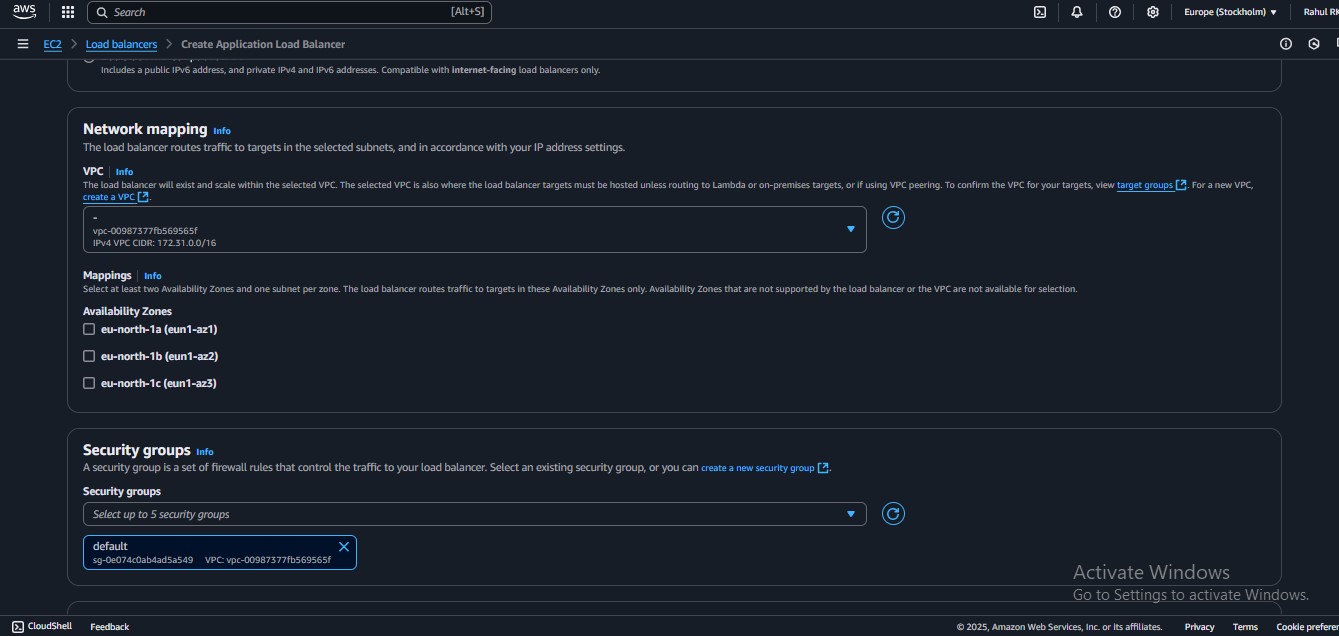 aws
Search
[Alt+S]
Europe (Stockholm)
Rahul
EC2
Load balancers
Create Application Load Balancer
Includes a public IPv6 address, and private IPv4 and IPv6 addresses. Compatible with internet-facing load balancers only.
Network mapping Info
The load balancer routes traffic to targets in the selected subnets, and in accordance with your IP address settings.
VPC | Info
The load balancer will exist and scale within the selected VPC. The selected VPC is also where the load balancer targets must be hosted unless routing to Lambda or on-premises targets, or if using VPC peering. To confirm the VPC for your targets, view target groups. For a new VPC,
create a VPC.
-
vpc-00987377fb569565f
IPv4 VPC CIDR: 172.31.0.0/16
Mappings | Info
Select at least two Availability Zones and one subnet per zone. The load balancer routes traffic to targets in these Availability Zones only. Availability Zones that are not supported by the load balancer or the VPC are not available for selection.
Availability Zones
eu-north-1a (eun1-az1)
eu-north-1b (eun1-az2)
eu-north-1c (eun1-az3)
Security groups Info
A security group is a set of firewall rules that control the traffic to your load balancer. Select an existing security group, or you can create a new security group.
Security groups
Select up to 5 security groups
default
sg-0e074c0ab4ad5a549 VPC: vpc-00987377fb569565f
Activate Windows
Go to Settings to activate Windows.
CloudShell
Feedback
© 2025, Amazon Web Services, Inc. or its affiliates.
Privacy
Terms
Cookie